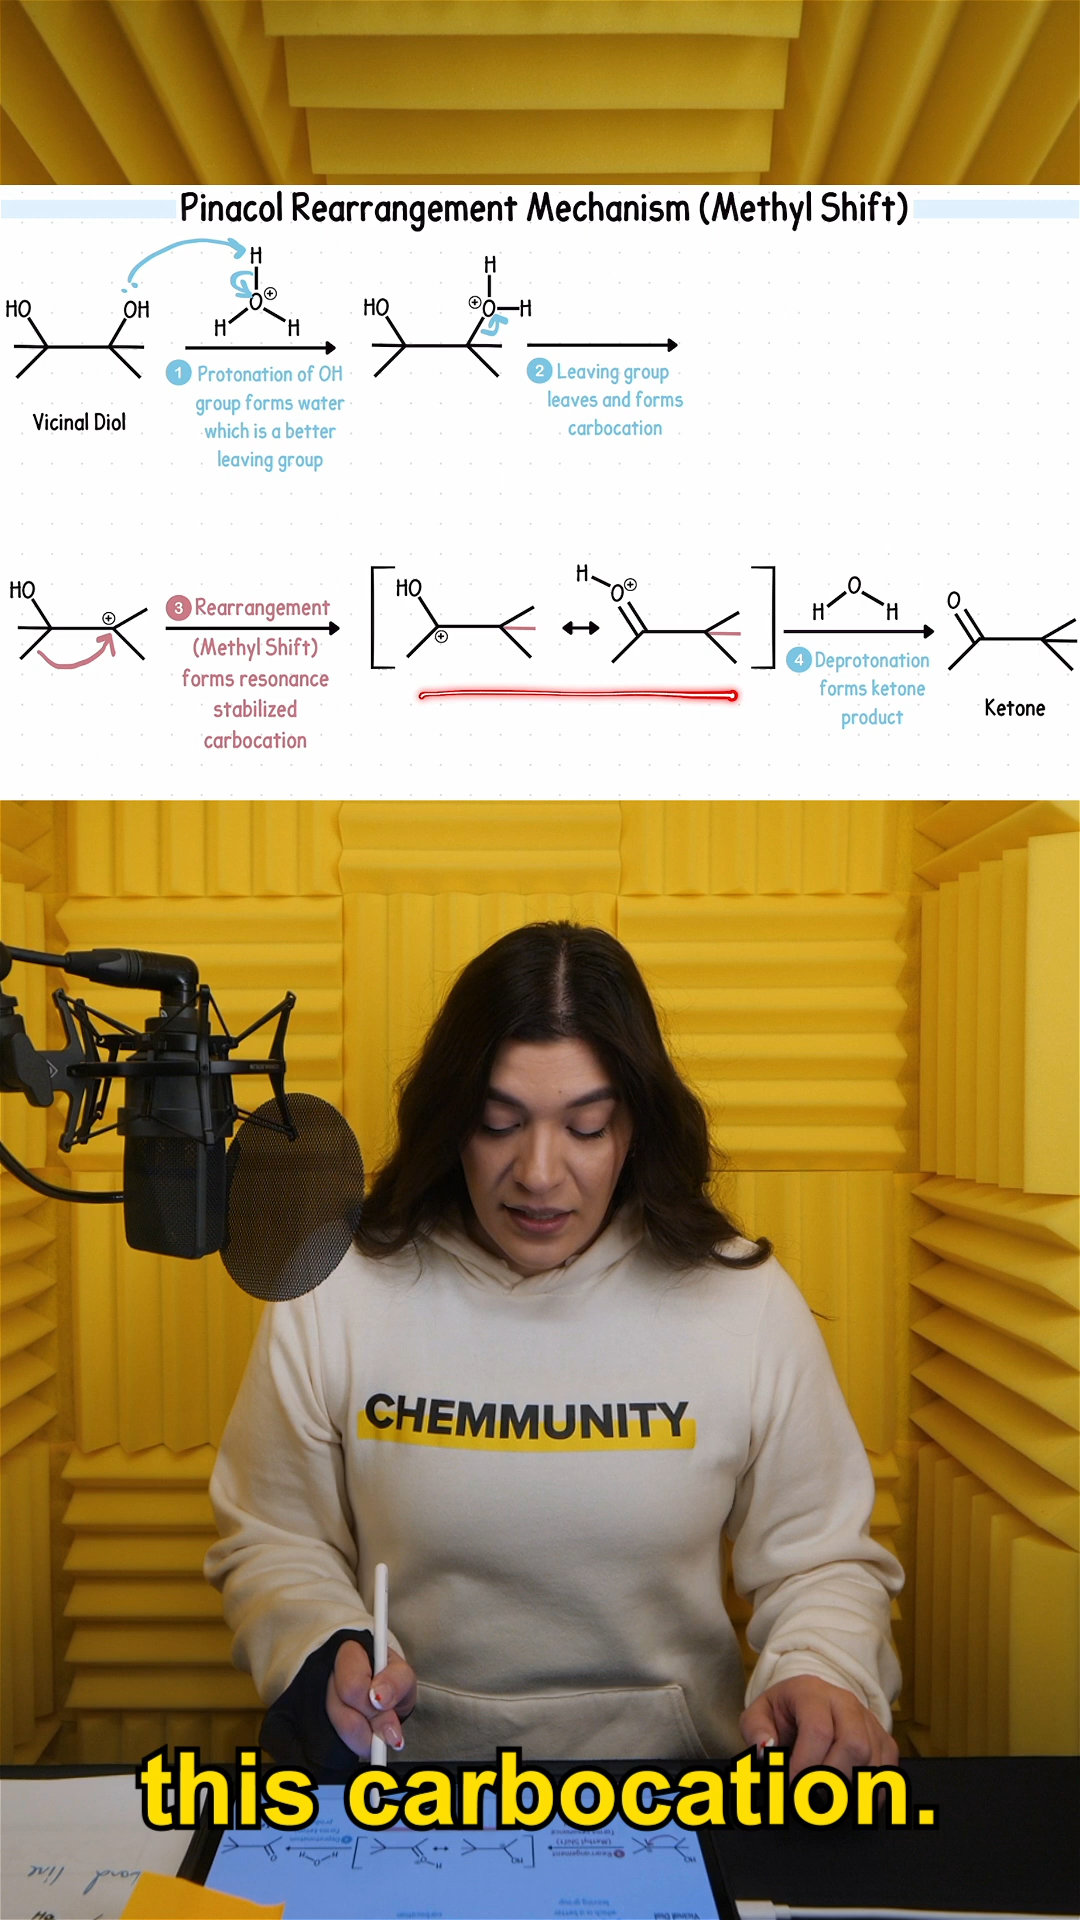 Pinacol Rearrangement Mechanism (Methyl Shift)
HO OH
H
O ⊕
H H
1 Protonation of OH
group forms water
which is a better
leaving group
Vicinal Diol
HO
H
⊕ O—H
2 Leaving group
leaves and forms
carbocation
HO
⊕
3 Rearrangement
(Methyl Shift)
forms resonance
stabilized
carbocation
HO
⊕
H
O ⊕
O
H H
4 Deprotonation
forms ketone
product
O
Ketone
CHEMMUNITY
this carbocation.